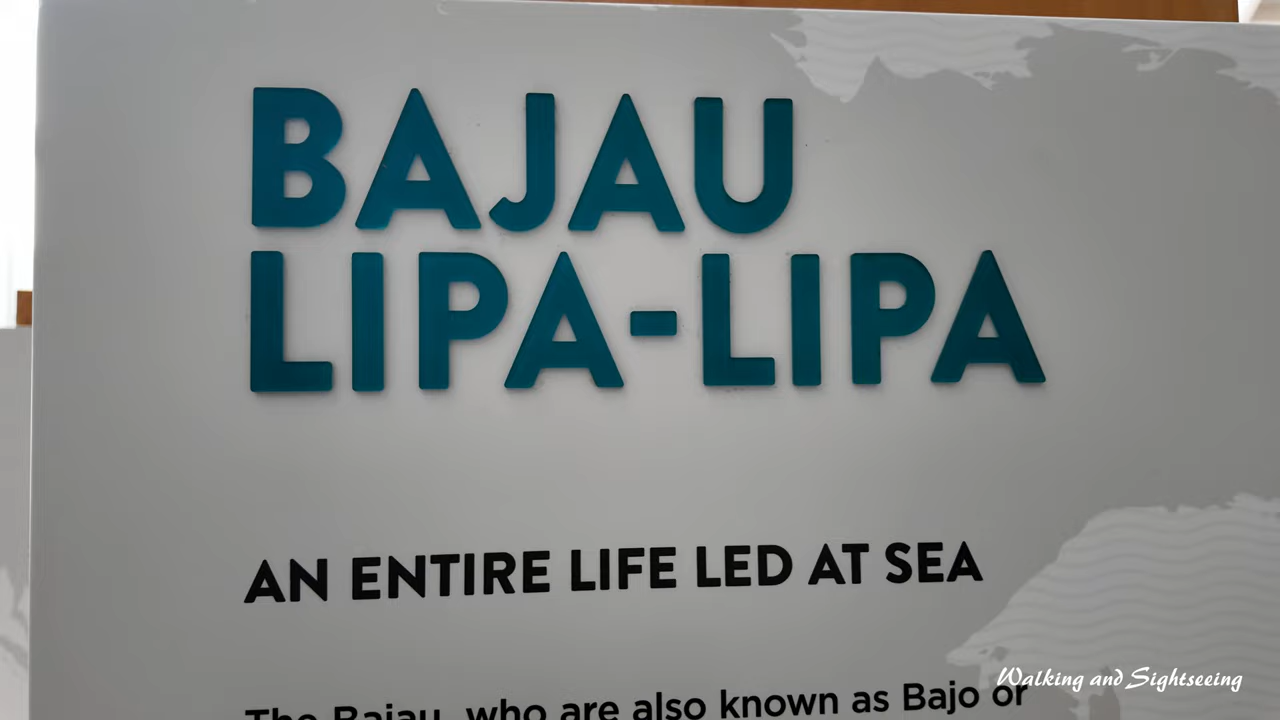 BAJAU
LIPA-LIPA
AN ENTIRE LIFE LED AT SEA
The Bajau, who are also known as Bajo or
Walking and Sightseeing